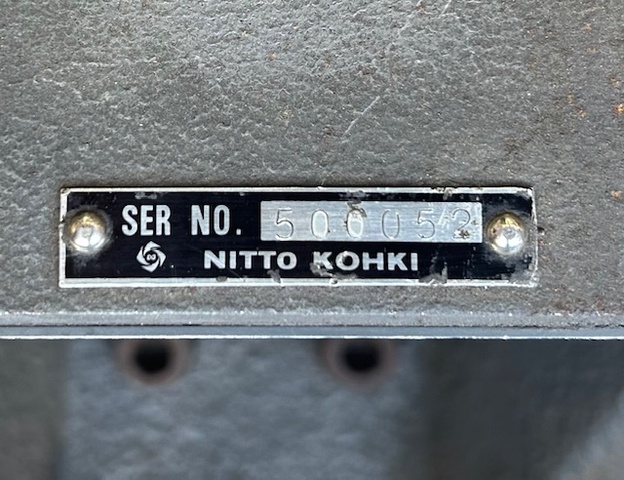 SER NO. 500052
NITTO KOHKI